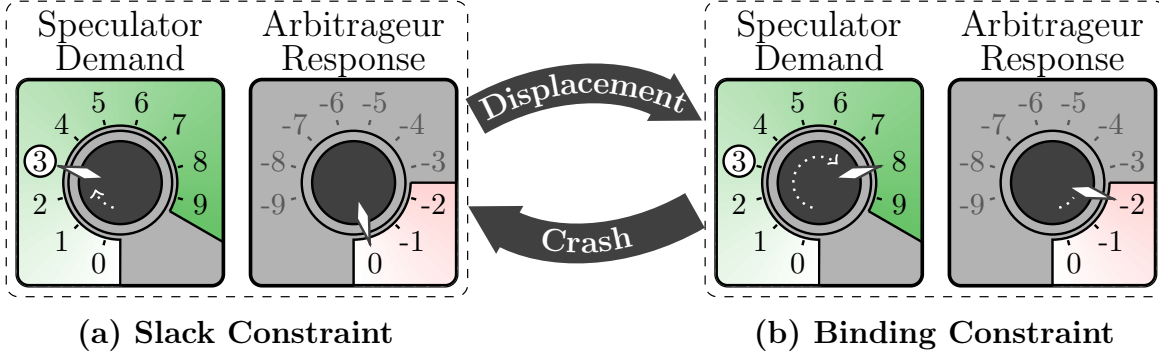 Speculator
Demand
Arbitrageur
Response
5 6
4 7
3 8
2 9
1
0
-6 -5
-7 -4
-8 -3
-9 -2
-1
0
Displacement
Crash
Speculator
Demand
Arbitrageur
Response
5 6
4 7
3 8
2 9
1
0
-6 -5
-7 -4
-8 -3
-9 -2
-1
0
(a) Slack Constraint
(b) Binding Constraint